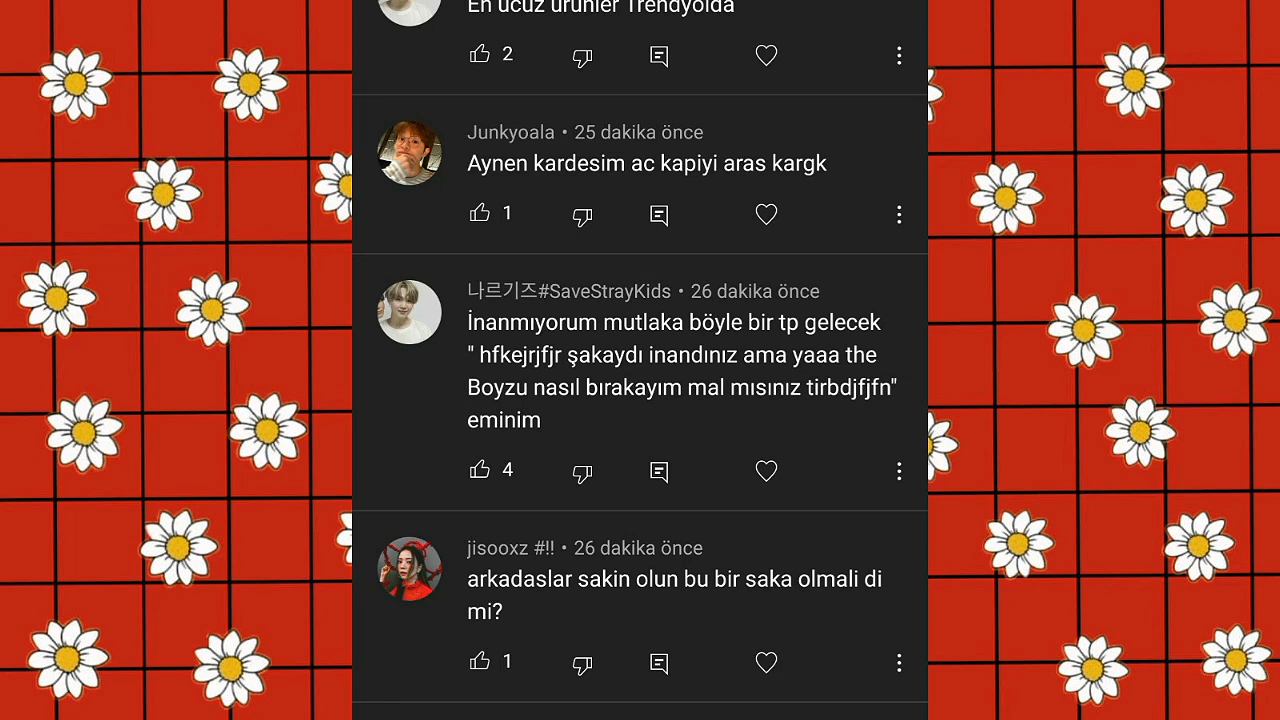 En ucuz ürünler Trendyolda
2
Junkyoala • 25 dakika önce
Aynen kardesim ac kapiyi aras kargk
1
나르기즈#SaveStrayKids • 26 dakika önce
İnanmıyorum mutlaka böyle bir tp gelecek
" hfkejrjfjr şakaydı inandınız ama yaaa the
Boyzu nasıl bırakayım mal mısınız tirbdjfjfn"
eminim
4
jisooxz #!! • 26 dakika önce
arkadaslar sakin olun bu bir saka olmali di
mi?
1